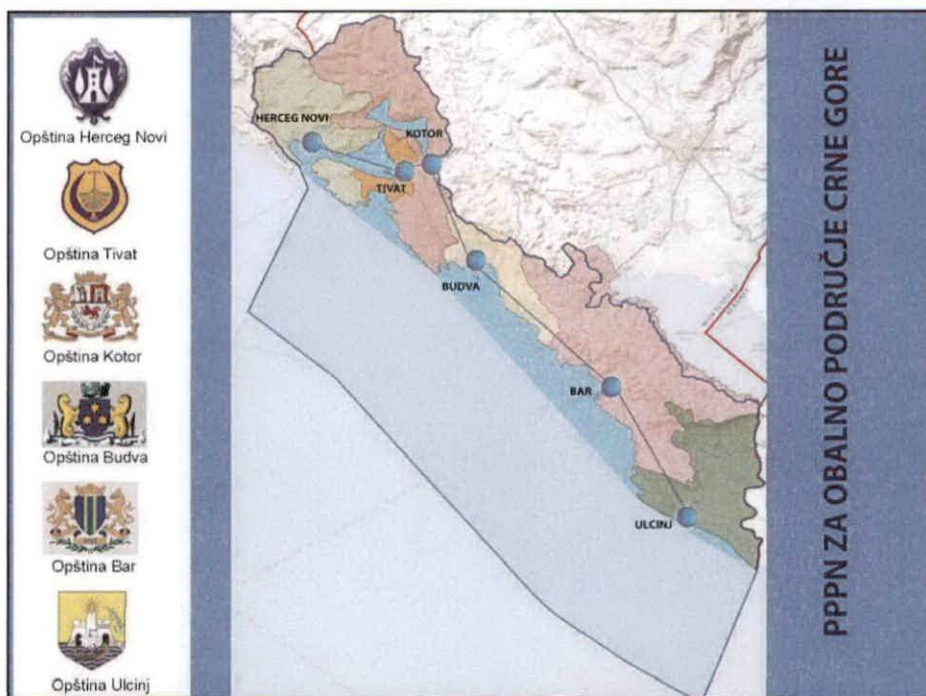 Opština Herceg Novi
Opština Tivat
Opština Kotor
Opština Budva
Opština Bar
Opština Ulcinj
HERCEG NOVI
KOTOR
TIVAT
BUDVA
BAR
ULCINJ
PPPN ZA OBALNO PODRUČJE CRNE GORE